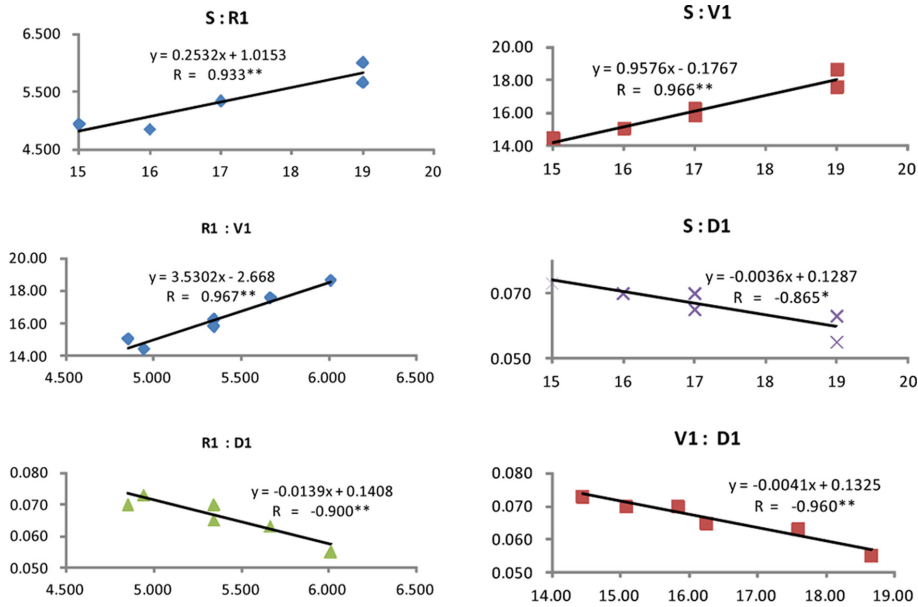 S : R1
6.500
y = 0.2532x + 1.0153
R = 0.933**
5.500
4.500
15 16 17 18 19 20
S : V1
20.00
y = 0.9576x - 0.1767
R = 0.966**
18.00
16.00
14.00
15 16 17 18 19 20
R1 : V1
20.00
y = 3.5302x - 2.668
R = 0.967**
18.00
16.00
14.00
4.500 5.000 5.500 6.000 6.500
S : D1
y = -0.0036x + 0.1287
R = -0.865*
0.070
0.050
15 16 17 18 19 20
R1 : D1
0.080
y = -0.0139x + 0.1408
R = -0.900**
0.070
0.060
0.050
4.500 5.000 5.500 6.000 6.500
V1 : D1
0.080
y = -0.0041x + 0.1325
R = -0.960**
0.070
0.060
0.050
14.00 15.00 16.00 17.00 18.00 19.00